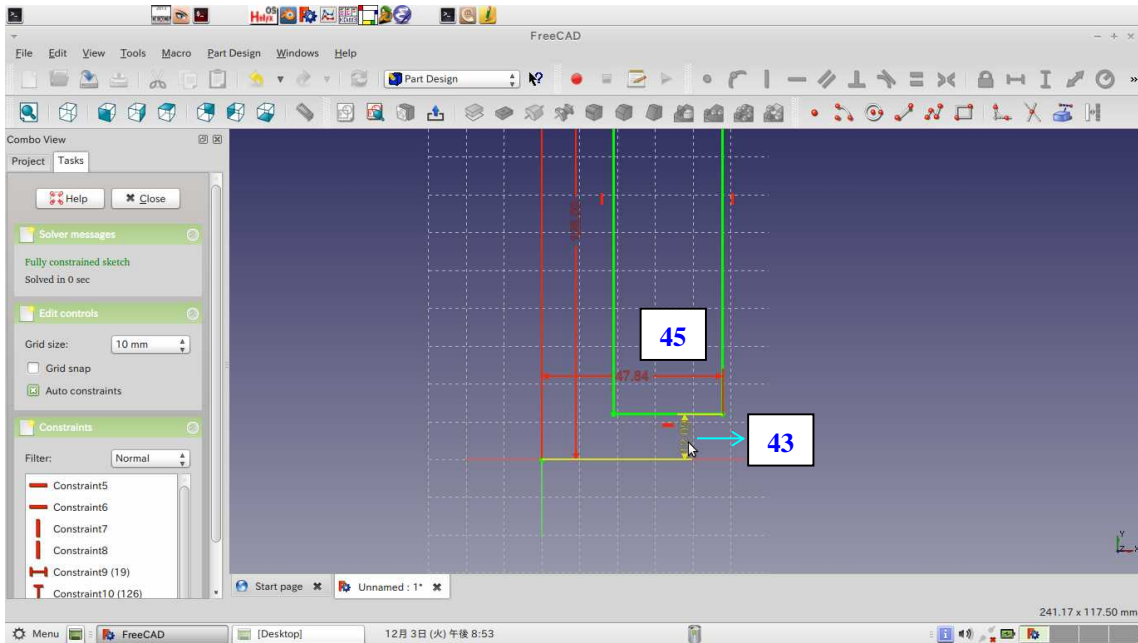 FreeCAD
File Edit View Tools Macro Part Design Windows Help
Part Design
Combo View
Project Tasks
Help Close
Solver messages
Fully constrained sketch
Solved in 0 sec
Edit controls
Grid size: 10 mm
Grid snap
Auto constraints
Constraints
Filter: Normal
Constraint5
Constraint6
Constraint7
Constraint8
Constraint9 (19)
Constraint10 (126)
45
47.84
43
Y
Z X
Start page Unnamed : 1*
241.17 x 117.50 mm
Menu FreeCAD [Desktop] 12月 3日 (火) 午後 8:53